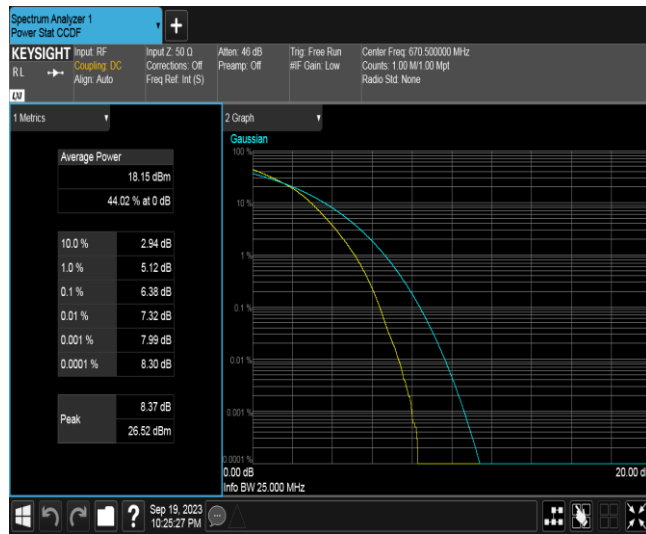 Spectrum Analyzer 1
Power Stat CCDF
+
KEYSIGHT
RL
LXI
Input: RF
Coupling: DC
Align: Auto
Input Z: 50 Ω
Corrections: Off
Freq Ref: Int (S)
Atten: 46 dB
Preamp: Off
Trig: Free Run
#IF Gain: Low
Center Freq: 670.500000 MHz
Counts: 1.00 M/1.00 Mpt
Radio Std: None
1 Metrics
Average Power
18.15 dBm
44.02 % at 0 dB
10.0 % 2.94 dB
1.0 % 5.12 dB
0.1 % 6.38 dB
0.01 % 7.32 dB
0.001 % 7.99 dB
0.0001 % 8.30 dB
Peak
8.37 dB
26.52 dBm
2 Graph
Gaussian
100 %
10 %
1 %
0.1 %
0.01 %
0.001 %
0.0001 %
0.00 dB
20.00 d
Info BW 25.000 MHz
?
Sep 19, 2023
10:25:27 PM